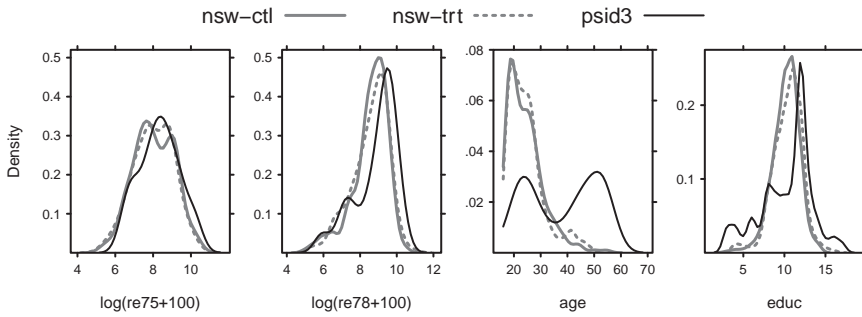 nsw−ctl nsw−trt psid3
Density
0.1 0.2 0.3 0.4 0.5
4 6 8 10
log(re75+100)
0.1 0.2 0.3 0.4 0.5
4 6 8 10 12
log(re78+100)
.02 .04 .06 .08
20 30 40 50 60 70
age
0.1 0.2
5 10 15
educ